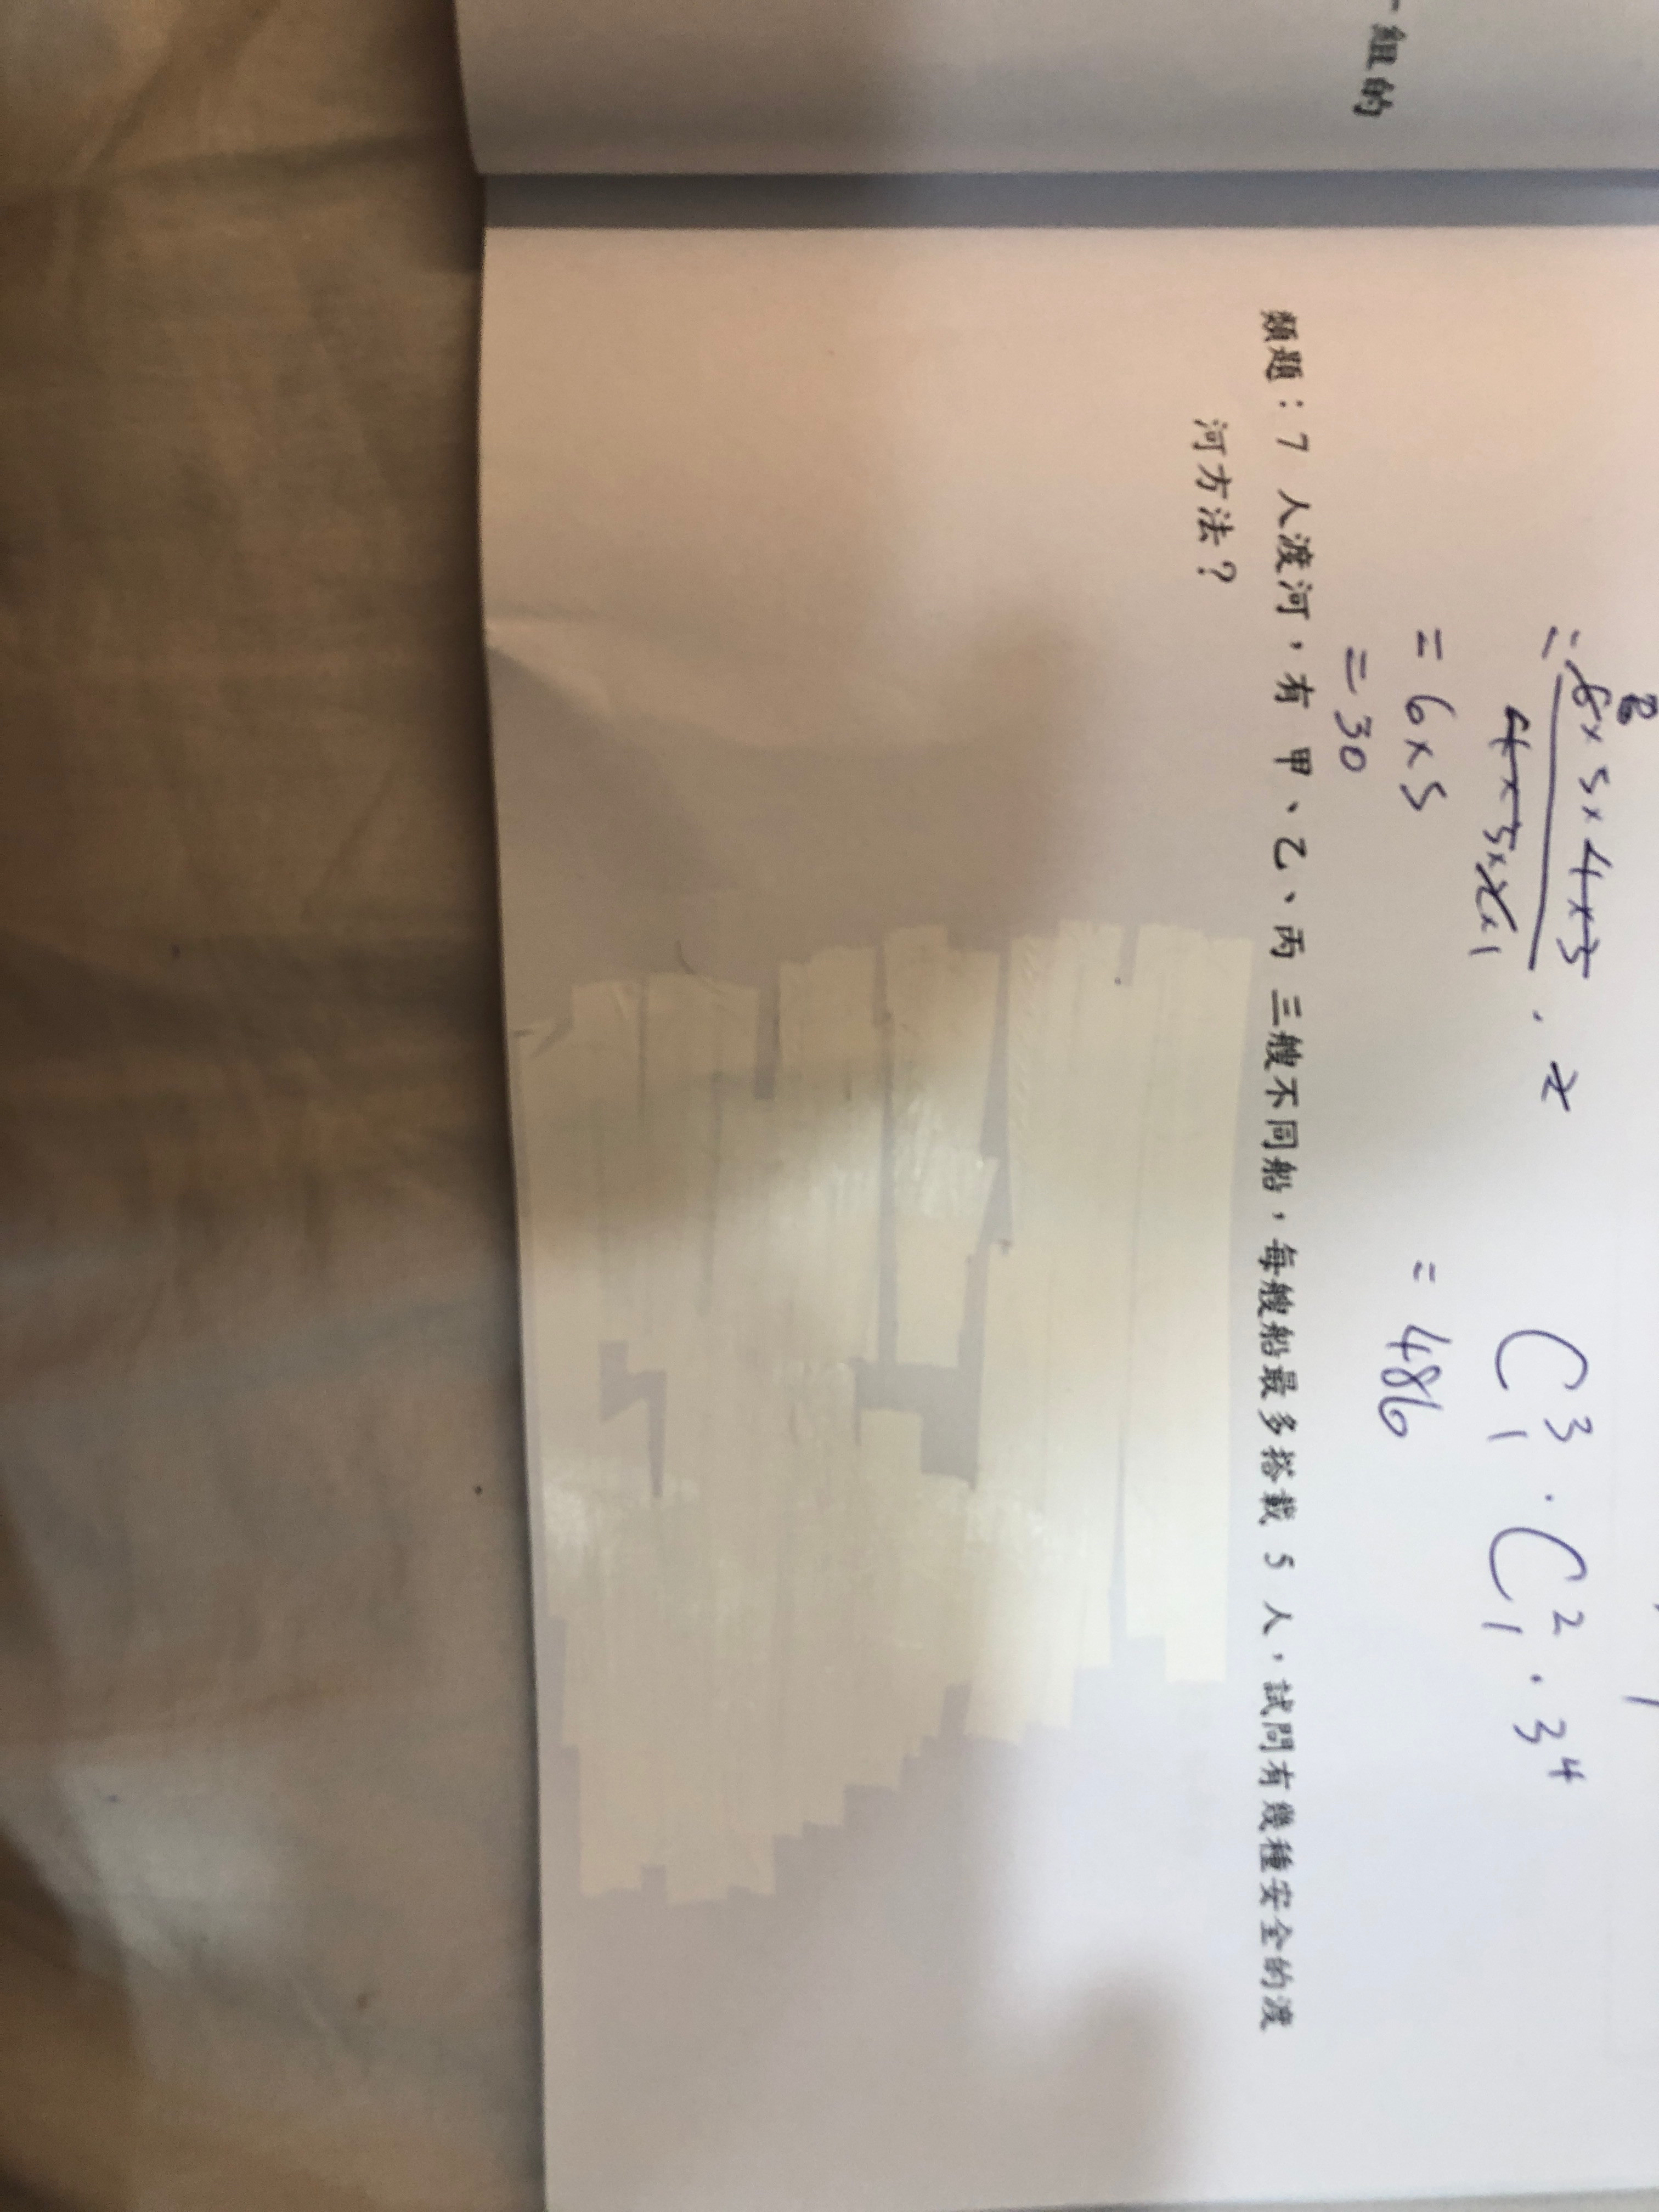 組的
= 6×5×4×3 / 4×3×2×1 . 2
= 6×5
= 30
C³₁ . C²₁ . 3⁴
= 486
類題：7 人渡河，有 甲、乙、丙 三艘不同船，每艘船最多搭載 5 人，試問有幾種安全的渡
河方法？